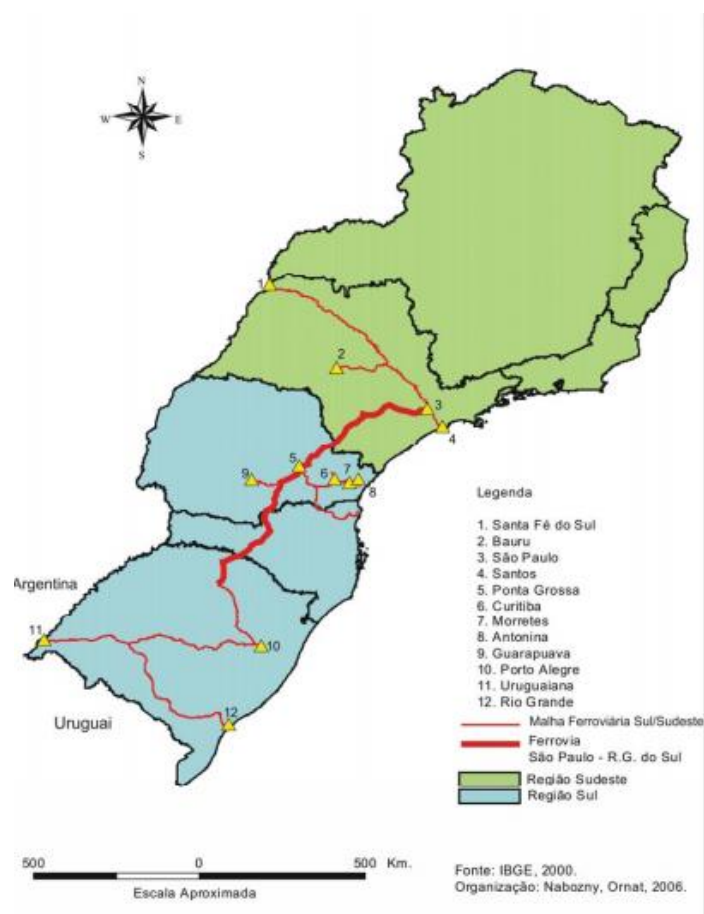 N
W E
S
1
2
3
4
5
6
7
8
9
10
11
12
Argentina
Uruguai
Legenda
1. Santa Fé do Sul
2. Bauru
3. São Paulo
4. Santos
5. Ponta Grossa
6. Curitiba
7. Morretes
8. Antonina
9. Guarapuava
10. Porto Alegre
11. Uruguaiana
12. Rio Grande
Malha Ferroviária Sul/Sudeste
Ferrovia
São Paulo - R.G. do Sul
Região Sudeste
Região Sul
500 0 500 Km.
Escala Aproximada
Fonte: IBGE, 2000.
Organização: Nabozny, Ornat, 2006.